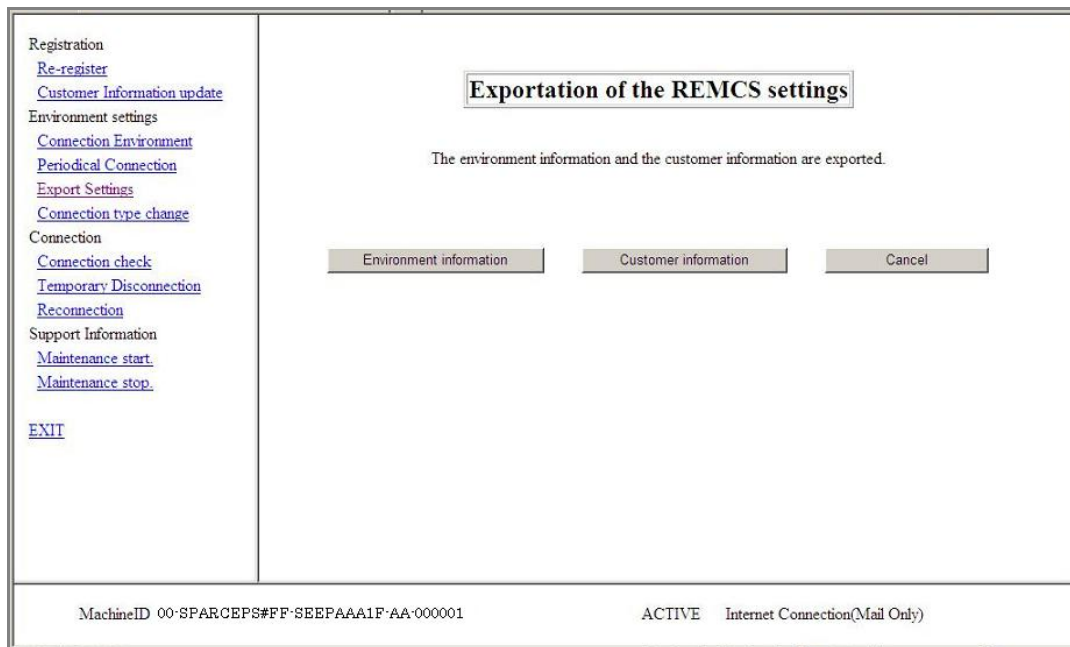 Registration
Re-register
Customer Information update
Environment settings
Connection Environment
Periodical Connection
Export Settings
Connection type change
Connection
Connection check
Temporary Disconnection
Reconnection
Support Information
Maintenance start.
Maintenance stop.
EXIT
Exportation of the REMCS settings
The environment information and the customer information are exported.
Environment information Customer information Cancel
MachineID 00-SPARCEPS#FF-SEEPAAA1F-AA-000001 ACTIVE Internet Connection(Mail Only)